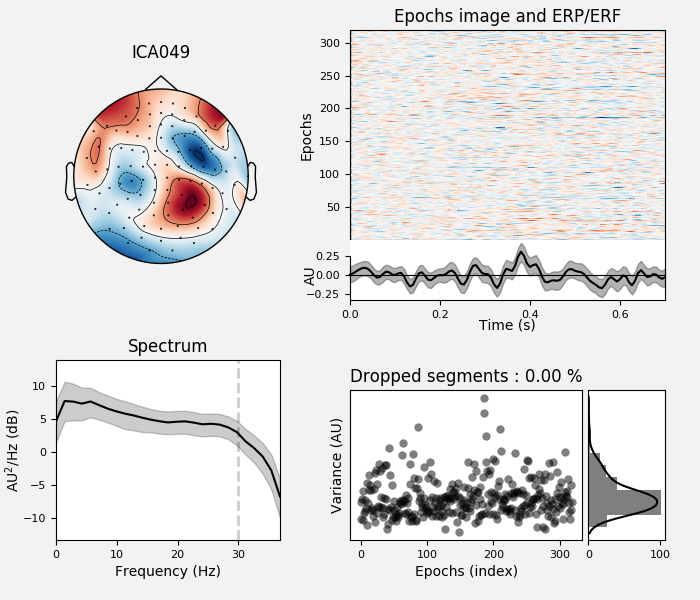 ICA049
Epochs image and ERP/ERF
Epochs
300
250
200
150
100
50
AU
0.25
0.00
−0.25
0.0 0.2 0.4 0.6
Time (s)
Spectrum
AU²/Hz (dB)
10
5
0
−5
−10
0 10 20 30
Frequency (Hz)
Dropped segments : 0.00 %
Variance (AU)
0 100 200 300
Epochs (index)
0 100